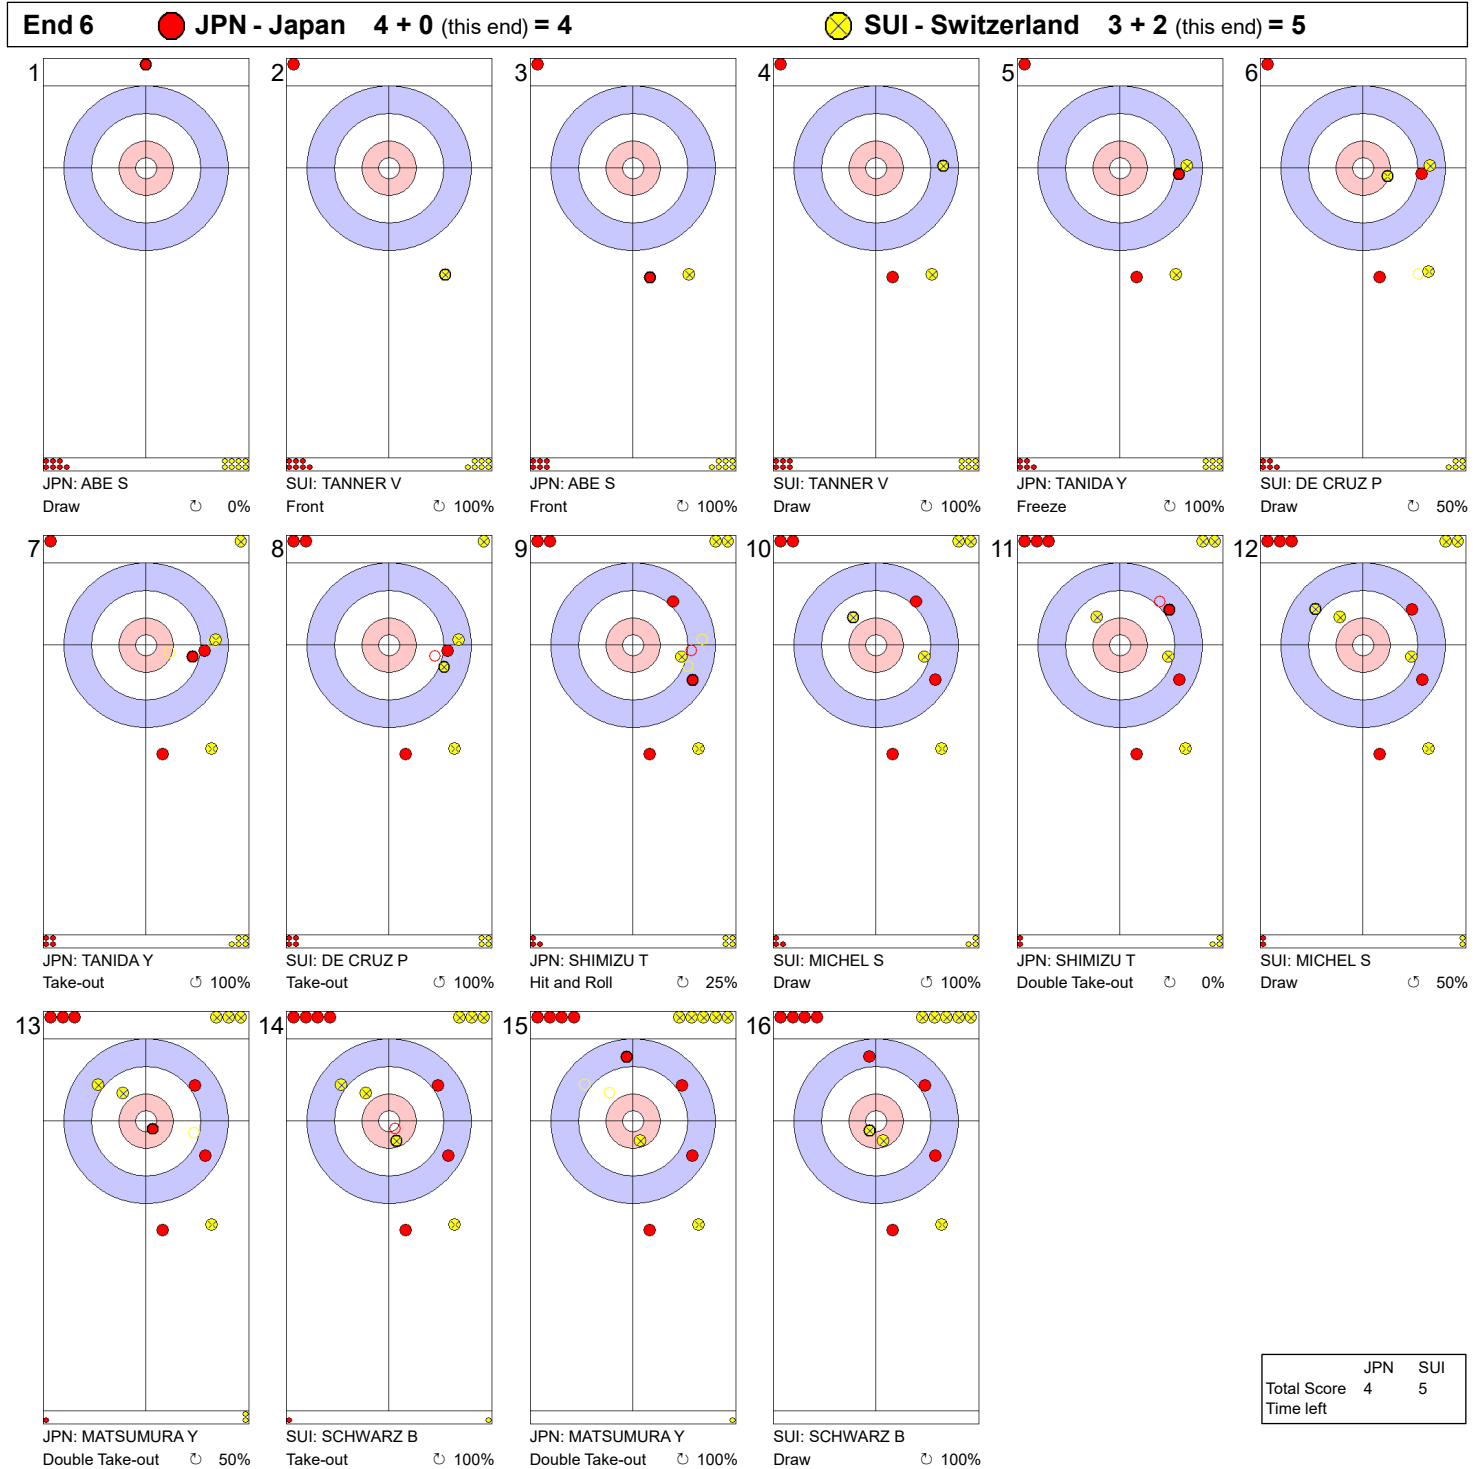 End 6 JPN - Japan 4 + 0 (this end) = 4 SUI - Switzerland 3 + 2 (this end) = 5
1 2 3 4 5 6
JPN: ABE S SUI: TANNER V JPN: ABE S SUI: TANNER V JPN: TANIDA Y SUI: DE CRUZ P
Draw ↻ 0% Front ↻ 100% Front ↻ 100% Draw ↻ 100% Freeze ↻ 100% Draw ↻ 50%
7 8 9 10 11 12
JPN: TANIDA Y SUI: DE CRUZ P JPN: SHIMIZU T SUI: MICHEL S JPN: SHIMIZU T SUI: MICHEL S
Take-out ↺ 100% Take-out ↻ 100% Hit and Roll ↻ 25% Draw ↺ 100% Double Take-out ↺ 0% Draw ↺ 50%
13 14 15 16
JPN: MATSUMURA Y SUI: SCHWARZ B JPN: MATSUMURA Y SUI: SCHWARZ B
Double Take-out ↻ 50% Take-out ↻ 100% Double Take-out ↻ 100% Draw ↻ 100%
JPN SUI
Total Score 4 5
Time left